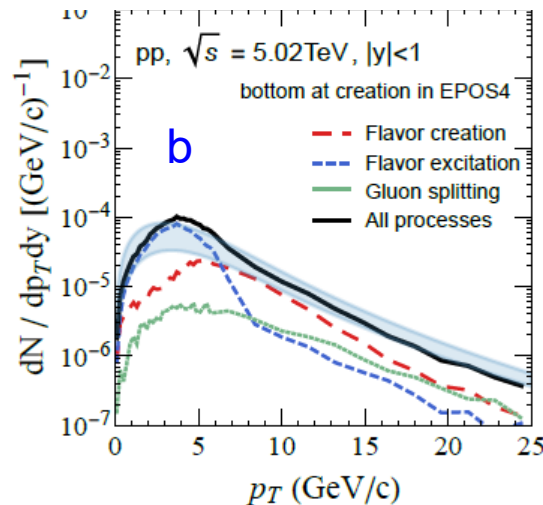 pp, √s = 5.02TeV, |y|<1
bottom at creation in EPOS4
b
Flavor creation
Flavor excitation
Gluon splitting
All processes
dN / dp_T dy [(GeV/c)⁻¹]
10⁻²
10⁻³
10⁻⁴
10⁻⁵
10⁻⁶
10⁻⁷
0 5 10 15 20 25
p_T (GeV/c)